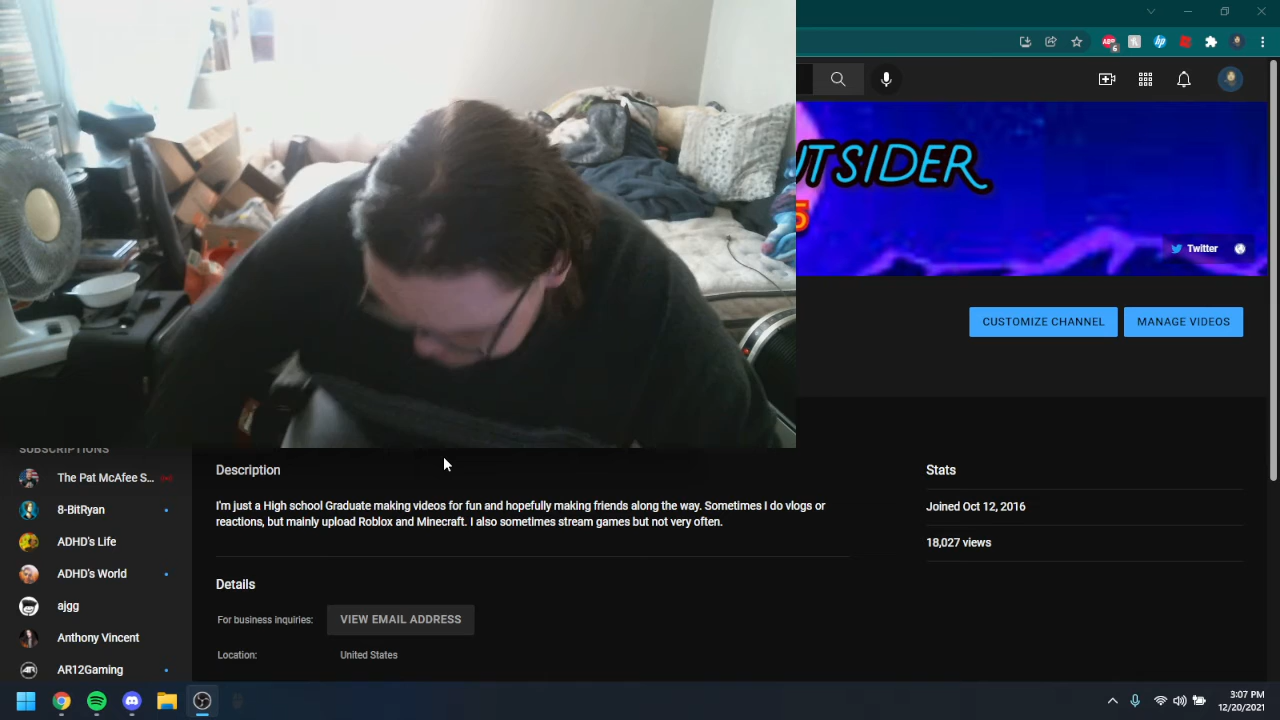 UTSIDER
5
Twitter
CUSTOMIZE CHANNEL
MANAGE VIDEOS
SUBSCRIPTIONS
The Pat McAfee S...
8-BitRyan
ADHD's Life
ADHD's World
ajgg
Anthony Vincent
AR12Gaming
Description
I'm just a High school Graduate making videos for fun and hopefully making friends along the way. Sometimes I do vlogs or
reactions, but mainly upload Roblox and Minecraft. I also sometimes stream games but not very often.
Details
For business inquiries:
VIEW EMAIL ADDRESS
Location:
United States
Stats
Joined Oct 12, 2016
18,027 views
3:07 PM
12/20/2021